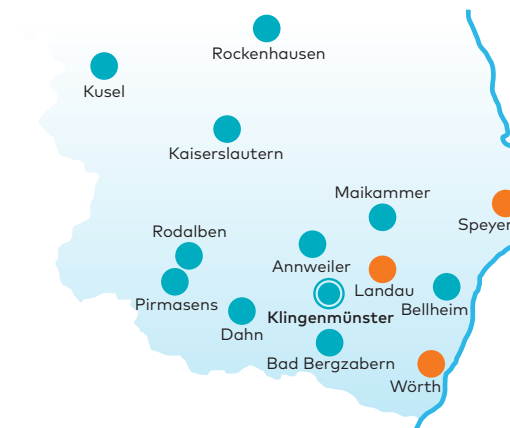 Rockenhausen
Kusel
Kaiserslautern
Maikammer
Speyer
Rodalben
Annweiler
Landau
Pirmasens
Bellheim
Klingenmünster
Dahn
Bad Bergzabern
Wörth